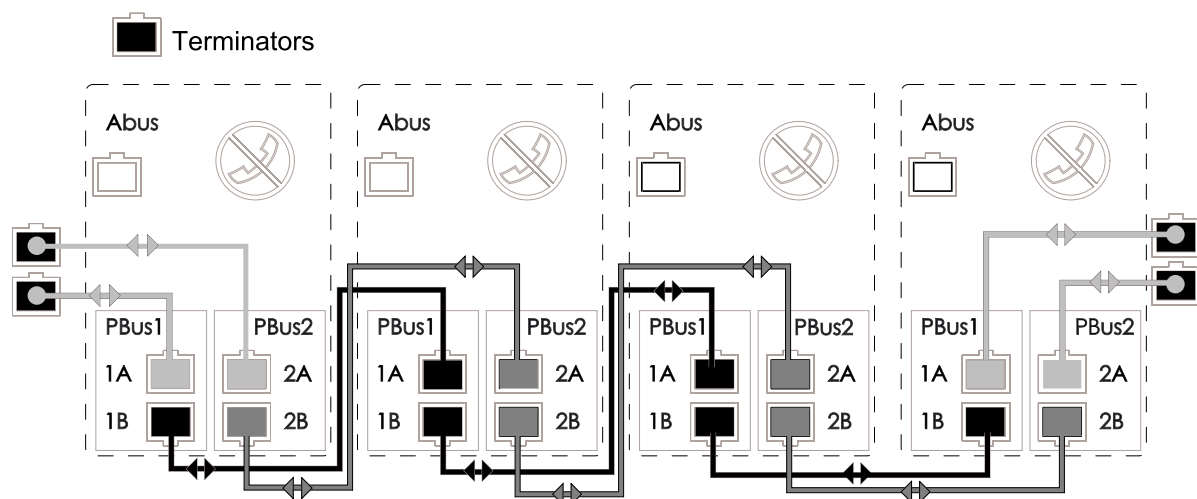 Terminators
Abus Abus Abus Abus
PBus1 PBus2 PBus1 PBus2 PBus1 PBus2 PBus1 PBus2
1A 2A 1A 2A 1A 2A 1A 2A
1B 2B 1B 2B 1B 2B 1B 2B